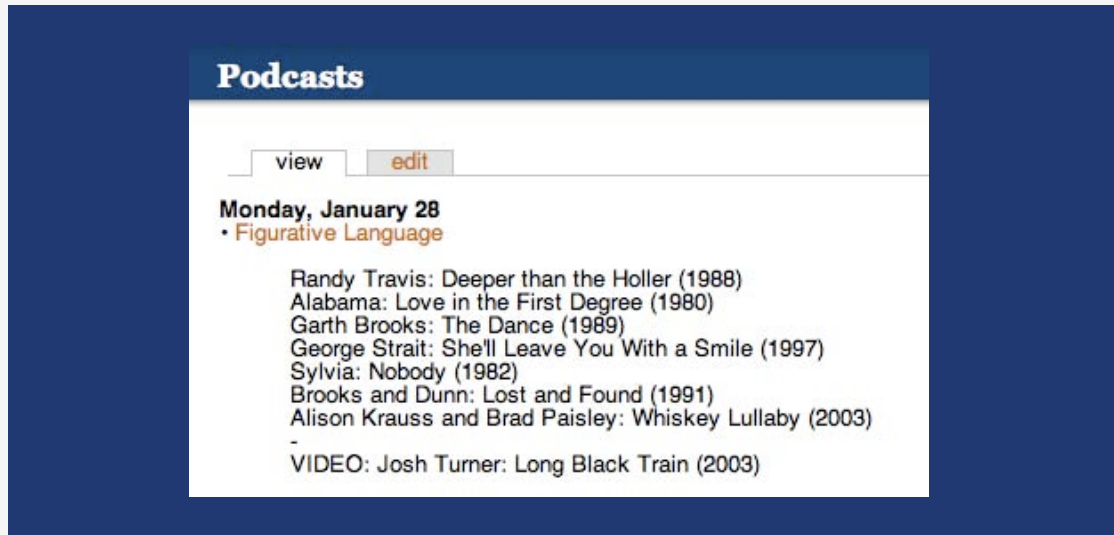 Podcasts
view edit
Monday, January 28
• Figurative Language
Randy Travis: Deeper than the Holler (1988)
Alabama: Love in the First Degree (1980)
Garth Brooks: The Dance (1989)
George Strait: She'll Leave You With a Smile (1997)
Sylvia: Nobody (1982)
Brooks and Dunn: Lost and Found (1991)
Alison Krauss and Brad Paisley: Whiskey Lullaby (2003)
-
VIDEO: Josh Turner: Long Black Train (2003)